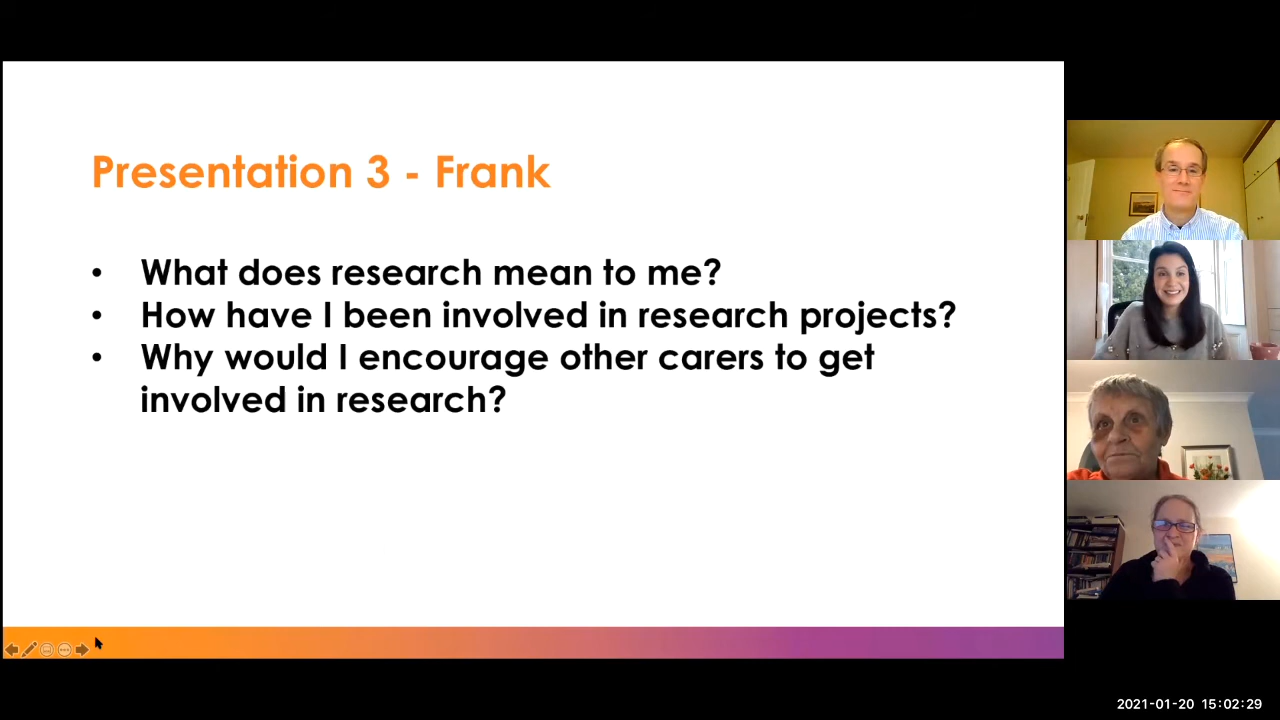 Presentation 3 - Frank
• What does research mean to me?
• How have I been involved in research projects?
• Why would I encourage other carers to get
involved in research?
2021-01-20 15:02:29